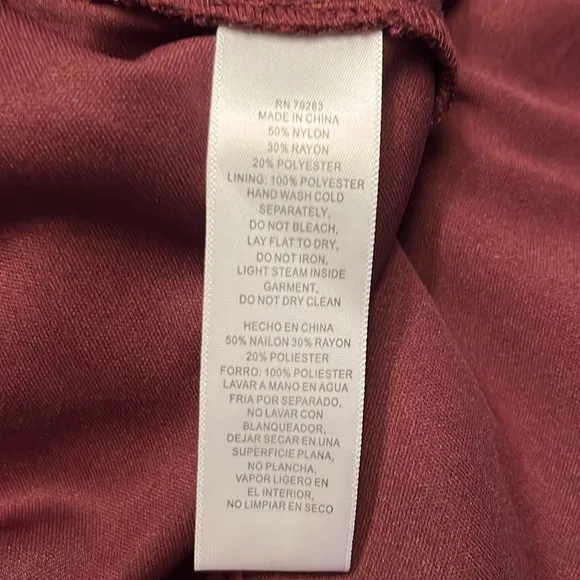 RN 79283
MADE IN CHINA
50% NYLON
30% RAYON
20% POLYESTER
LINING: 100% POLYESTER
HAND WASH COLD
SEPARATELY,
DO NOT BLEACH,
LAY FLAT TO DRY,
DO NOT IRON,
LIGHT STEAM INSIDE
GARMENT,
DO NOT DRY CLEAN
HECHO EN CHINA
50% NAILON 30% RAYON
20% POLIESTER
FORRO: 100% POLIESTER
LAVAR A MANO EN AGUA
FRIA POR SEPARADO,
NO LAVAR CON
BLANQUEADOR,
DEJAR SECAR EN UNA
SUPERFICIE PLANA,
NO PLANCHA,
VAPOR LIGERO EN
EL INTERIOR,
NO LIMPIAR EN SECO